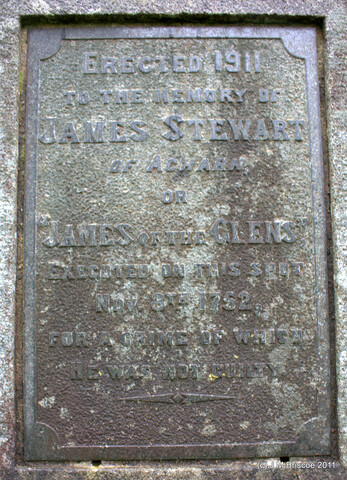 ERECTED 1911
TO THE MEMORY OF
JAMES STEWART
OF ACHARN,
OR
"JAMES OF THE GLENS"
EXECUTED ON THIS SPOT
NOV. 8TH 1752,
FOR A CRIME OF WHICH
HE WAS NOT GUILTY.
(c) J.M.Briscoe 2011